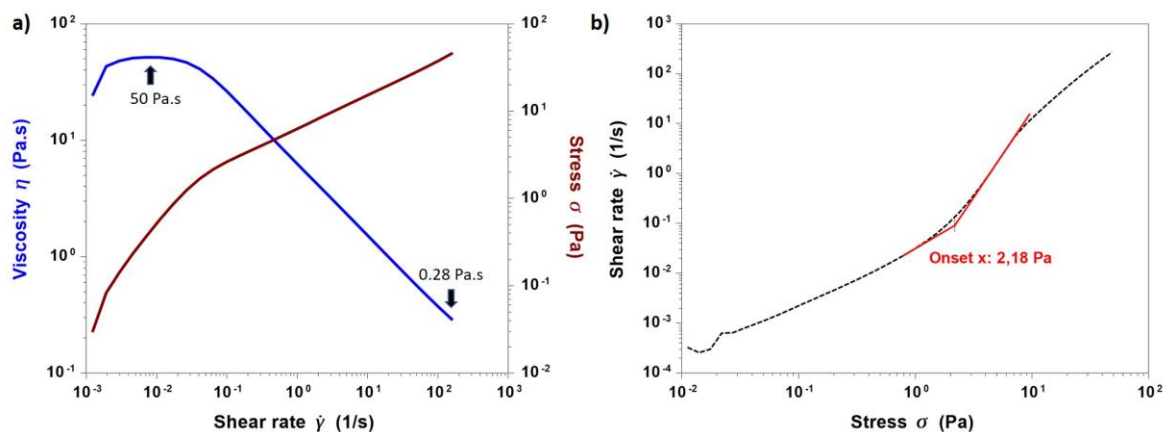 a)
10²
10¹
10⁰
10⁻¹
Viscosity η (Pa.s)
50 Pa.s
0.28 Pa.s
10²
10¹
10⁰
10⁻¹
10⁻²
Stress σ (Pa)
10⁻³ 10⁻² 10⁻¹ 10⁰ 10¹ 10² 10³
Shear rate γ̇ (1/s)
b)
10³
10²
10¹
10⁰
10⁻¹
10⁻²
10⁻³
10⁻⁴
Shear rate γ̇ (1/s)
Onset x: 2,18 Pa
10⁻² 10⁻¹ 10⁰ 10¹ 10²
Stress σ (Pa)